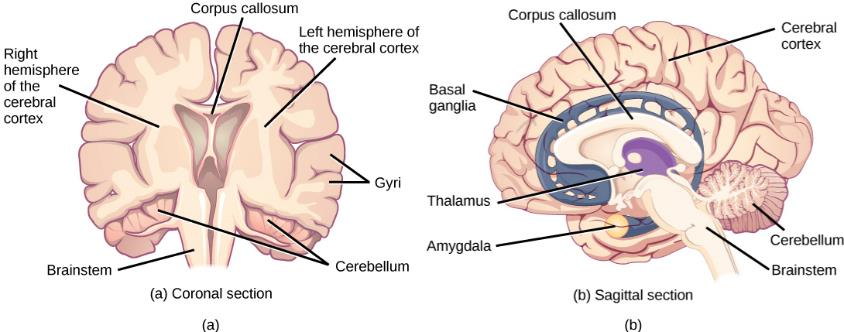 Corpus callosum
Left hemisphere of
the cerebral cortex
Right
hemisphere
of the
cerebral
cortex
Gyri
Cerebellum
Brainstem
(a) Coronal section
(a)
Corpus callosum
Cerebral
cortex
Basal
ganglia
Thalamus
Amygdala
Cerebellum
Brainstem
(b) Sagittal section
(b)